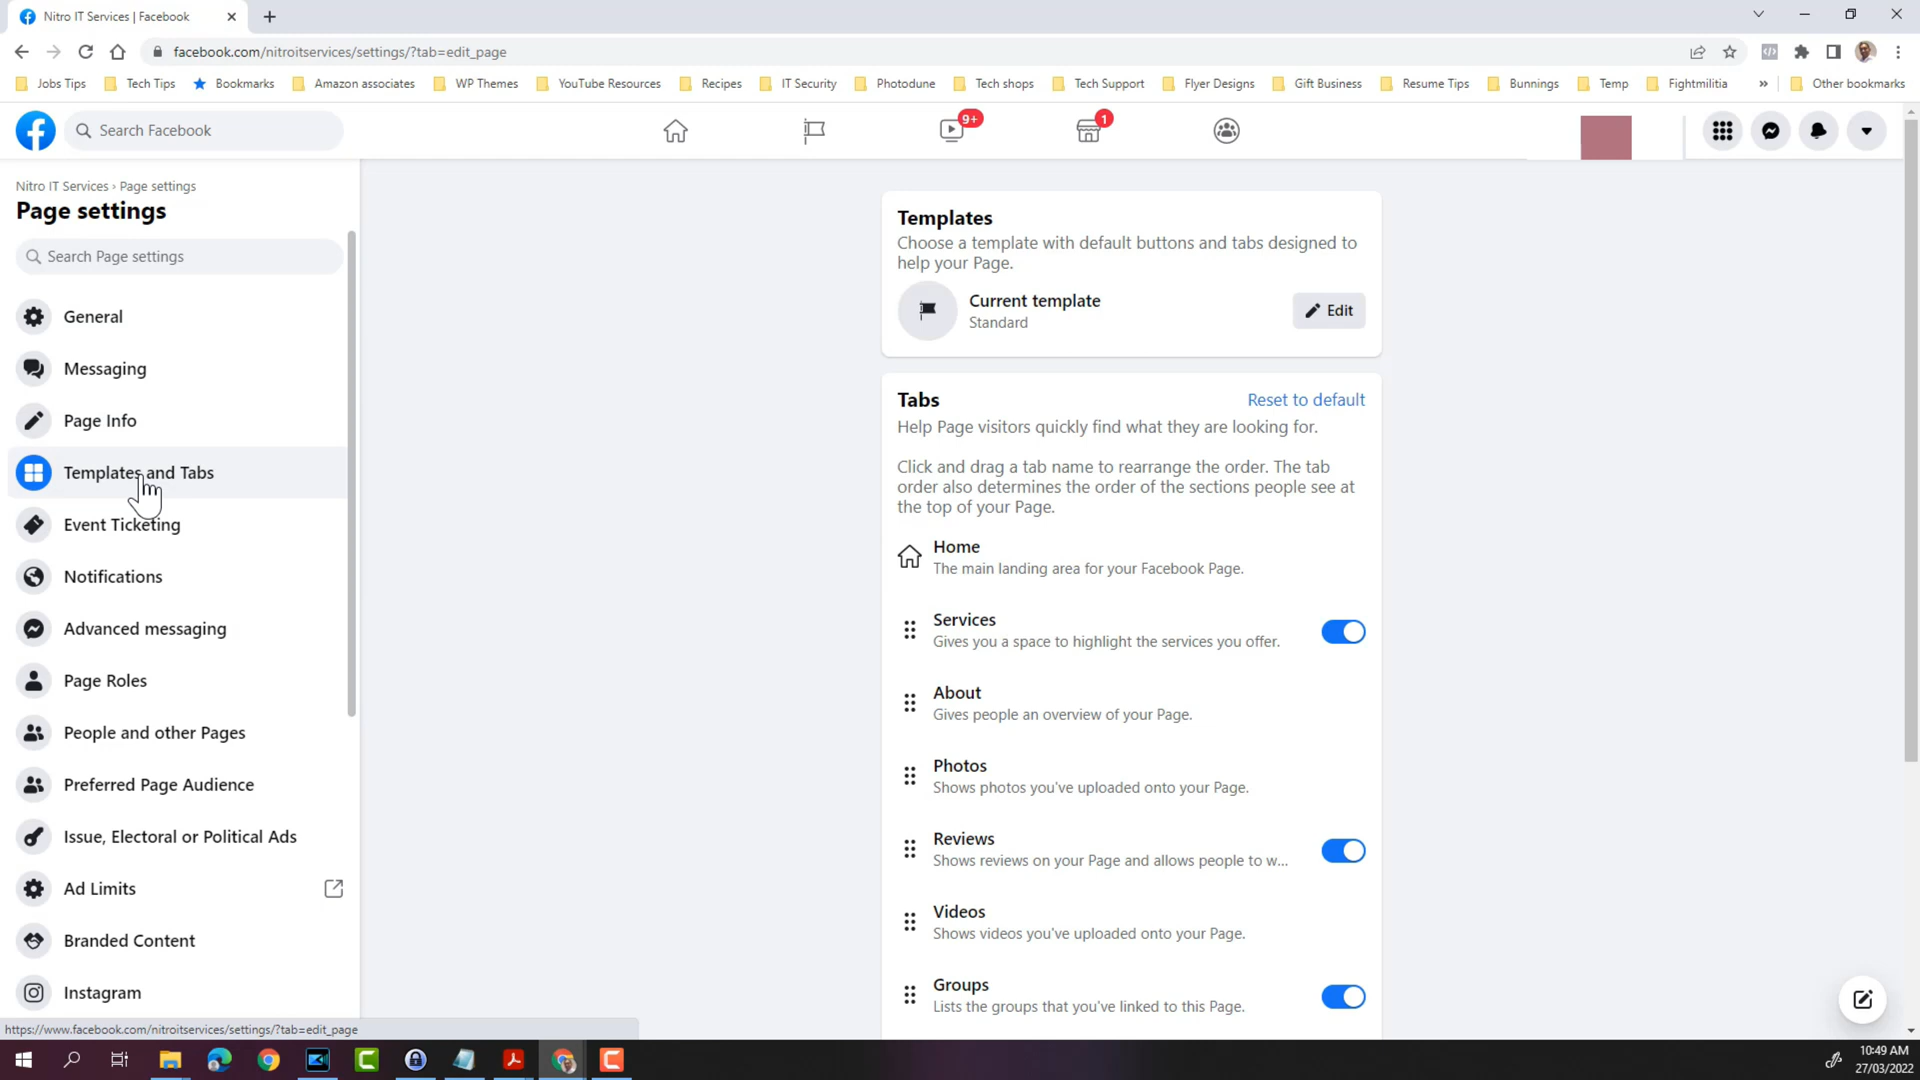 Nitro IT Services | Facebook
facebook.com/nitroitservices/settings/?tab=edit_page
Jobs Tips
Tech Tips
Bookmarks
Amazon associates
WP Themes
YouTube Resources
Recipes
IT Security
Photodune
Tech shops
Tech Support
Flyer Designs
Gift Business
Resume Tips
Bunnings
Temp
Fightmilitia
»
Other bookmarks
Search Facebook
9+
1
Nitro IT Services › Page settings
Page settings
Search Page settings
General
Messaging
Page Info
Templates and Tabs
Event Ticketing
Notifications
Advanced messaging
Page Roles
People and other Pages
Preferred Page Audience
Issue, Electoral or Political Ads
Ad Limits
Branded Content
Instagram
https://www.facebook.com/nitroitservices/settings/?tab=edit_page
Templates
Choose a template with default buttons and tabs designed to
help your Page.
Current template
Standard
Edit
Tabs
Reset to default
Help Page visitors quickly find what they are looking for.
Click and drag a tab name to rearrange the order. The tab
order also determines the order of the sections people see at
the top of your Page.
Home
The main landing area for your Facebook Page.
Services
Gives you a space to highlight the services you offer.
About
Gives people an overview of your Page.
Photos
Shows photos you've uploaded onto your Page.
Reviews
Shows reviews on your Page and allows people to w...
Videos
Shows videos you've uploaded onto your Page.
Groups
Lists the groups that you've linked to this Page.
10:49 AM
27/03/2022